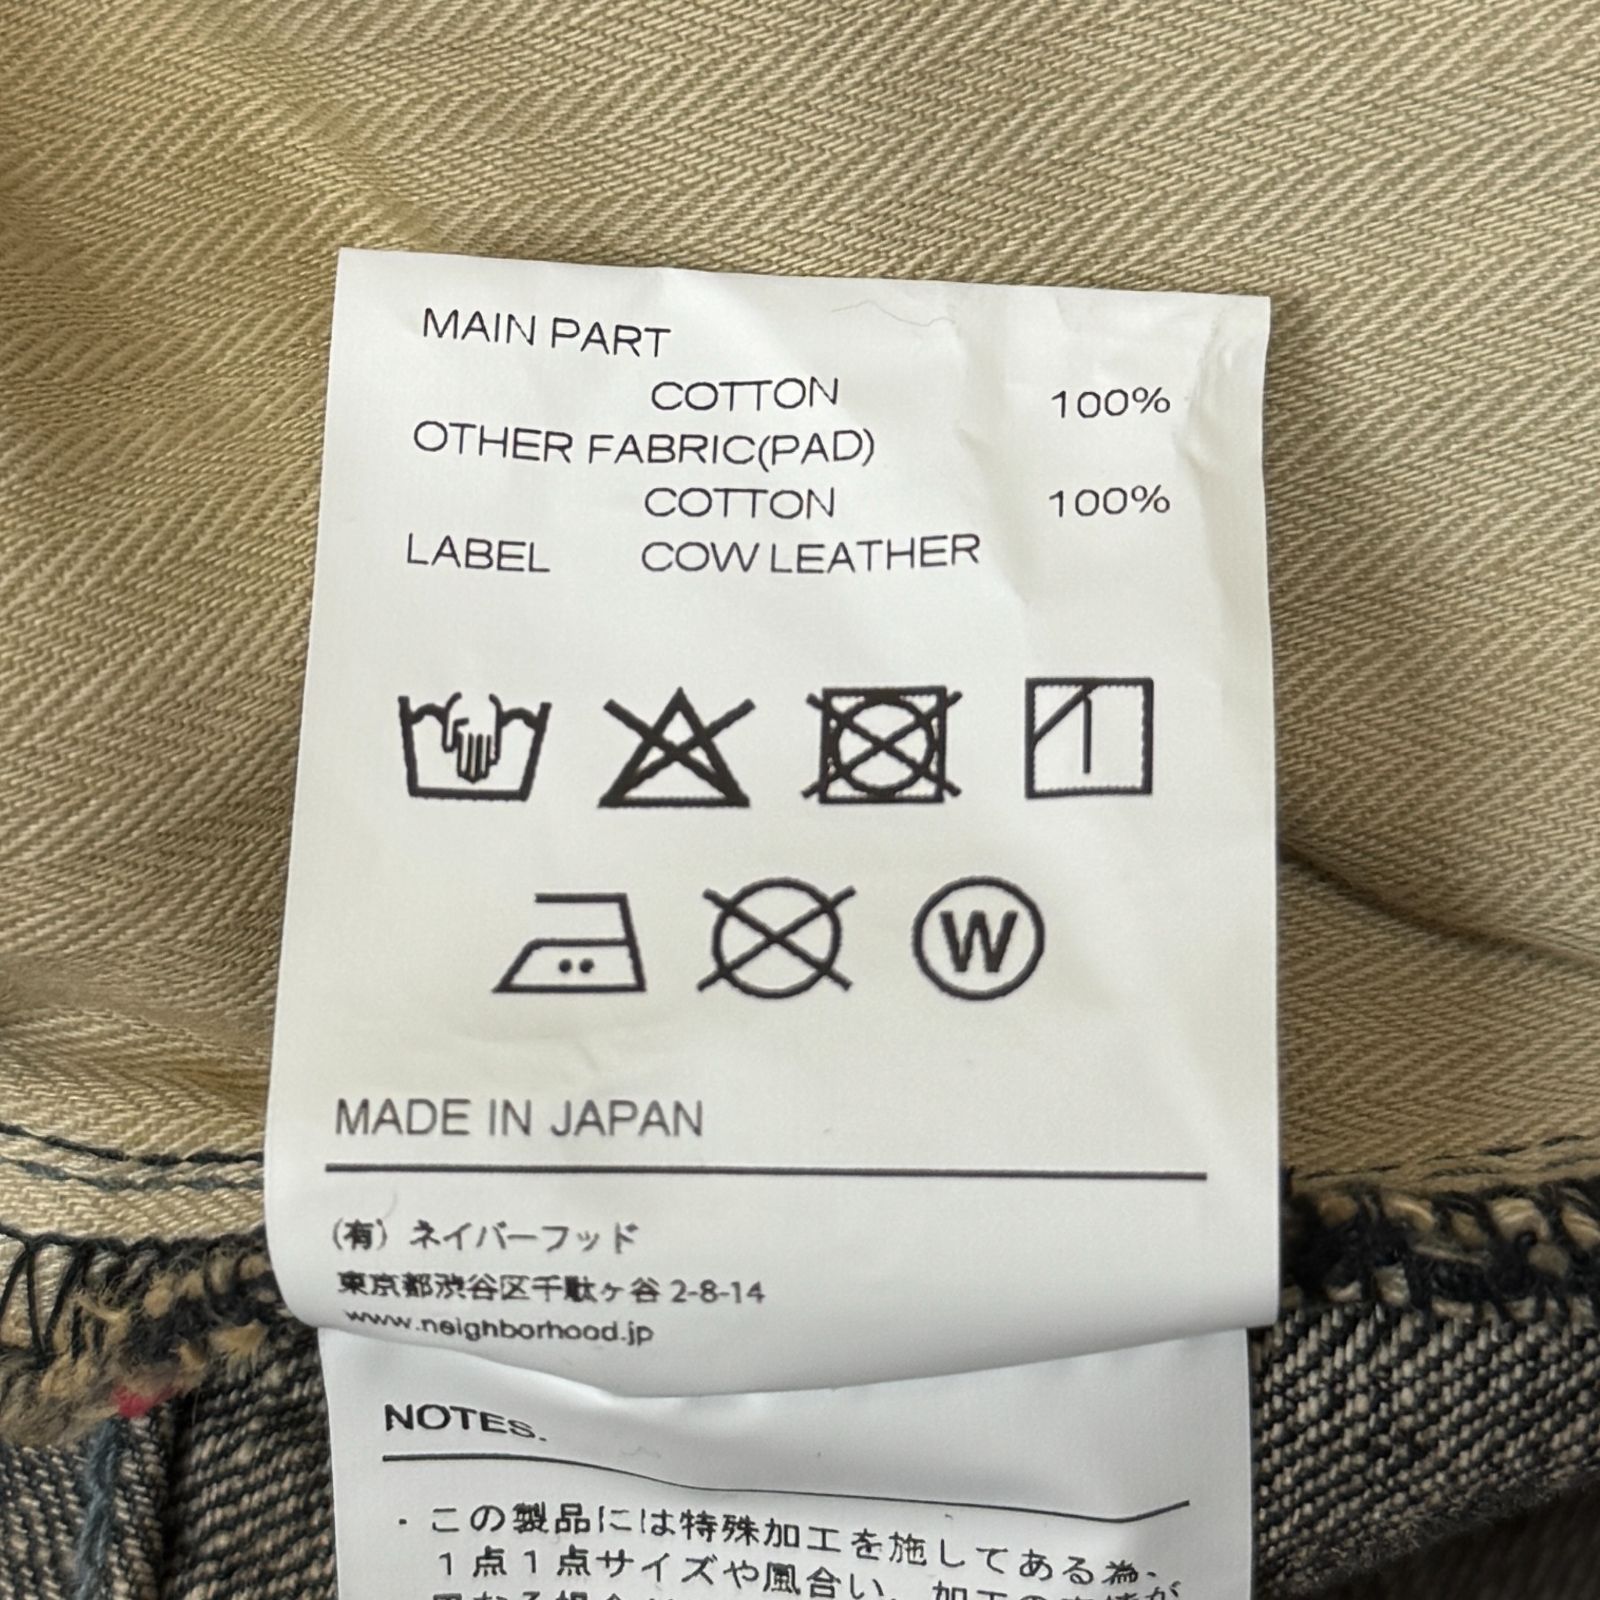 MAIN PART
COTTON 100%
OTHER FABRIC(PAD)
COTTON 100%
LABEL COW LEATHER
W
MADE IN JAPAN
(有) ネイバーフッド
東京都渋谷区千駄ヶ谷 2-8-14
www.neighborhood.jp
NOTES.
・この製品には特殊加工を施してある為、
１点１点サイズや風合い、加工の